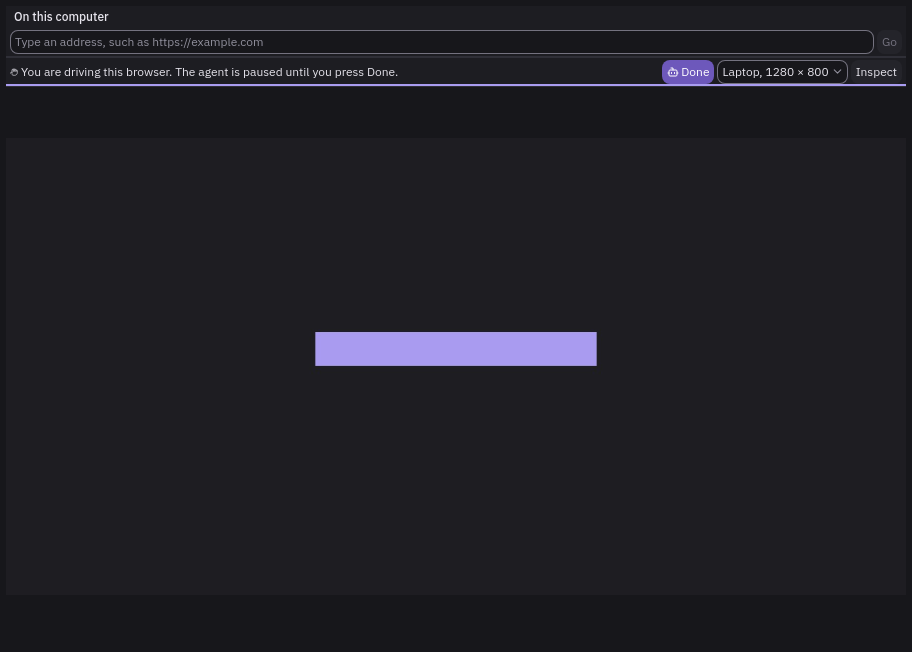 On this computer
Type an address, such as https://example.com
Go
You are driving this browser. The agent is paused until you press Done.
Done
Laptop, 1280 × 800
Inspect